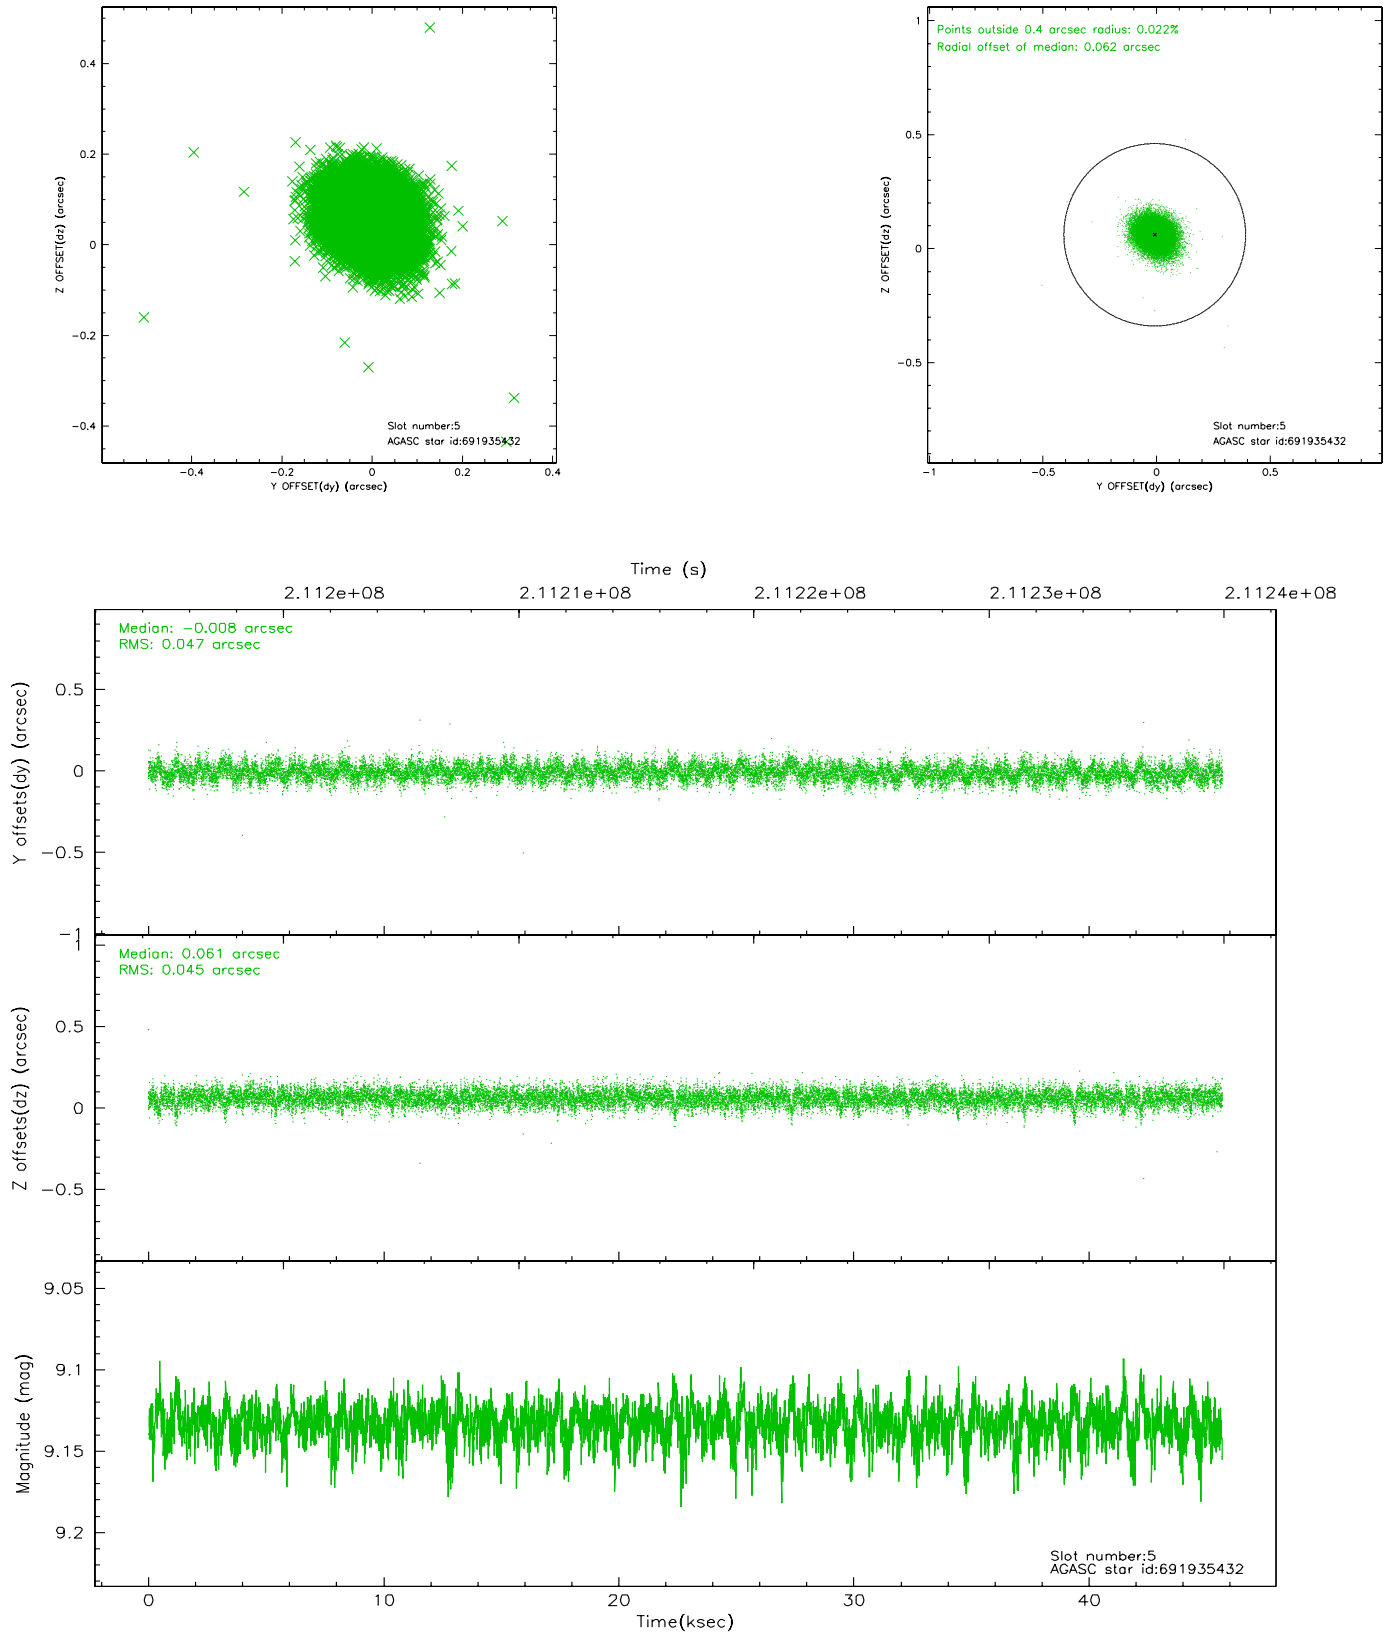 0.4
0.2
0
-0.2
-0.4
Z OFFSET(dz) (arcsec)
-0.4 -0.2 0 0.2 0.4
Y OFFSET(dy) (arcsec)
Slot number:5
AGASC star id:691935432
Points outside 0.4 arcsec radius: 0.022%
Radial offset of median: 0.062 arcsec
1
0.5
0
-0.5
Z OFFSET(dz) (arcsec)
-1 -0.5 0 0.5
Y OFFSET(dy) (arcsec)
Slot number:5
AGASC star id:691935432
Time (s)
2.112e+08 2.1121e+08 2.1122e+08 2.1123e+08 2.1124e+08
Median: -0.008 arcsec
RMS: 0.047 arcsec
0.5
0
-0.5
-1
Y offsets(dy) (arcsec)
Median: 0.061 arcsec
RMS: 0.045 arcsec
1
0.5
0
-0.5
Z offsets(dz) (arcsec)
9.05
9.1
9.15
9.2
Magnitude (mag)
Slot number:5
AGASC star id:691935432
0 10 20 30 40
Time(ksec)